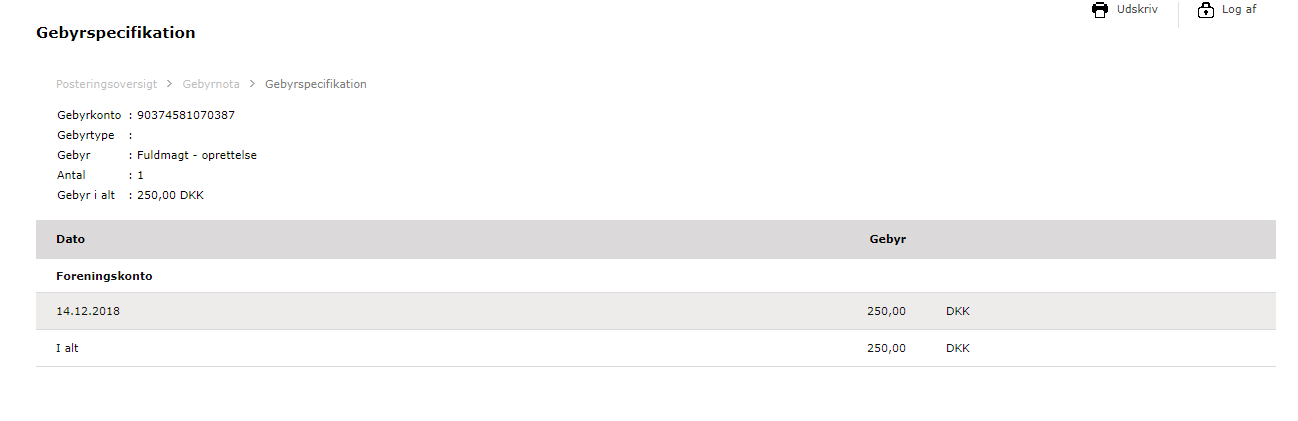 Udskriv
Log af
Gebyrspecifikation
Posteringsoversigt > Gebyrnota > Gebyrspecifikation
Gebyrkonto : 90374581070387
Gebyrtype :
Gebyr : Fuldmagt - oprettelse
Antal : 1
Gebyr i alt : 250,00 DKK
Dato Gebyr
Foreningskonto
14.12.2018 250,00 DKK
I alt 250,00 DKK